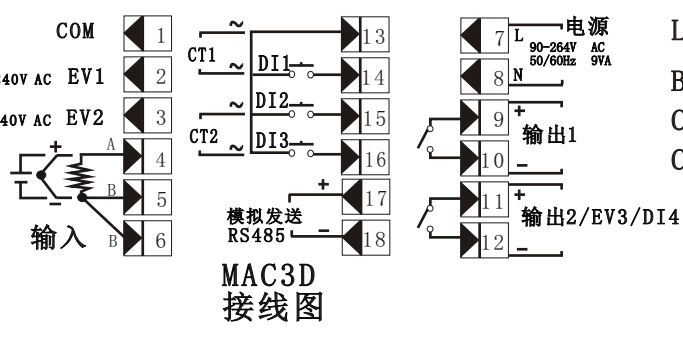 COM 1
240V AC EV1 2
40V AC EV2 3
A 4
+
B 5
-
B 6
输入
~ 13
CT1
~ DI1 14
~ DI2 15
CT2
~ DI3 16
+ 17
模拟发送
RS485 - 18
7 L 电源
90-264V AC
50/60Hz 9VA
8 N
9 +
输出1
10 -
11 +
输出2/EV3/DI4
12 -
L
B
C
C
MAC3D
接线图